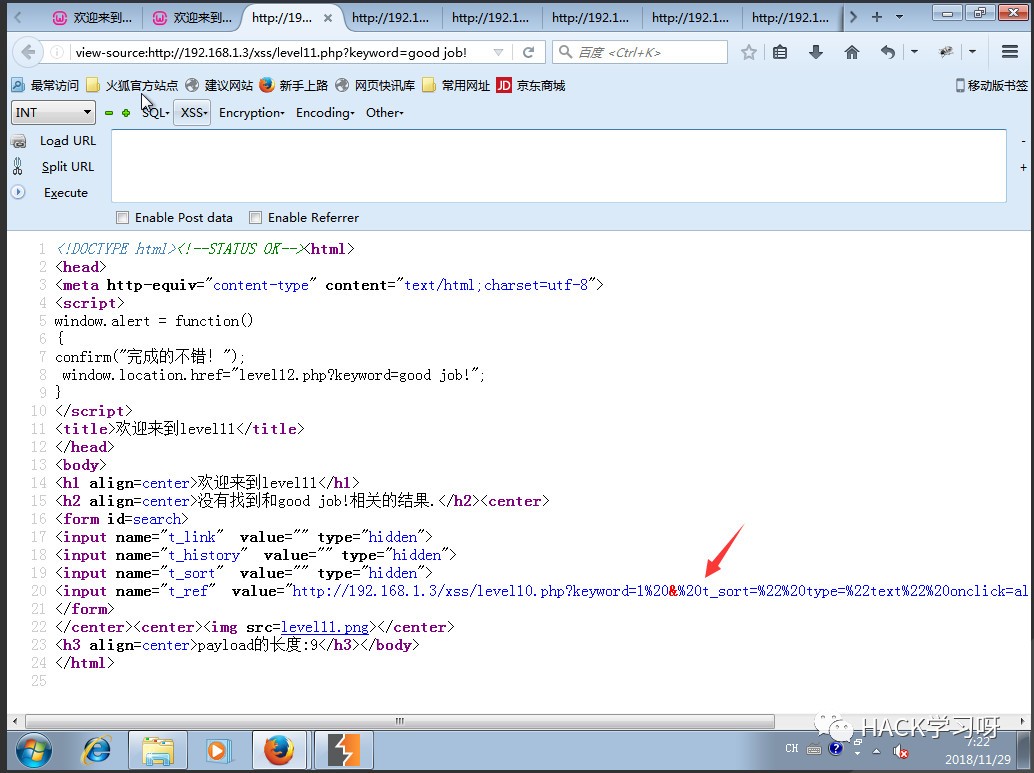 欢迎来到...
欢迎来到...
http://19...
http://192.1...
http://192.1...
http://192.1...
http://192.1...
http://192.1...
view-source:http://192.168.1.3/xss/level11.php?keyword=good job!
百度 <Ctrl+K>
最常访问 火狐官方站点 建议网站 新手上路 网页快讯库 常用网址 JD 京东商城 移动版书签
INT SQL- XSS- Encryption- Encoding- Other-
Load URL
Split URL
Execute
Enable Post data Enable Referrer
1 <!DOCTYPE html><!--STATUS OK--><html>
2 <head>
3 <meta http-equiv="content-type" content="text/html;charset=utf-8">
4 <script>
5 window.alert = function()
6 {
7 confirm("完成的不错！");
8 window.location.href="level12.php?keyword=good job!";
9 }
10 </script>
11 <title>欢迎来到level11</title>
12 </head>
13 <body>
14 <h1 align=center>欢迎来到level11</h1>
15 <h2 align=center>没有找到和good job!相关的结果.</h2><center>
16 <form id=search>
17 <input name="t_link" value="" type="hidden">
18 <input name="t_history" value="" type="hidden">
19 <input name="t_sort" value="" type="hidden">
20 <input name="t_ref" value="http://192.168.1.3/xss/level10.php?keyword=1%20&%20t_sort=%22%20type=%22text%22%20onclick=al
21 </form>
22 </center><center><img src=level11.png></center>
23 <h3 align=center>payload的长度:9</h3></body>
24 </html>
25
HACK学习呀
CH
7:22
2018/11/29